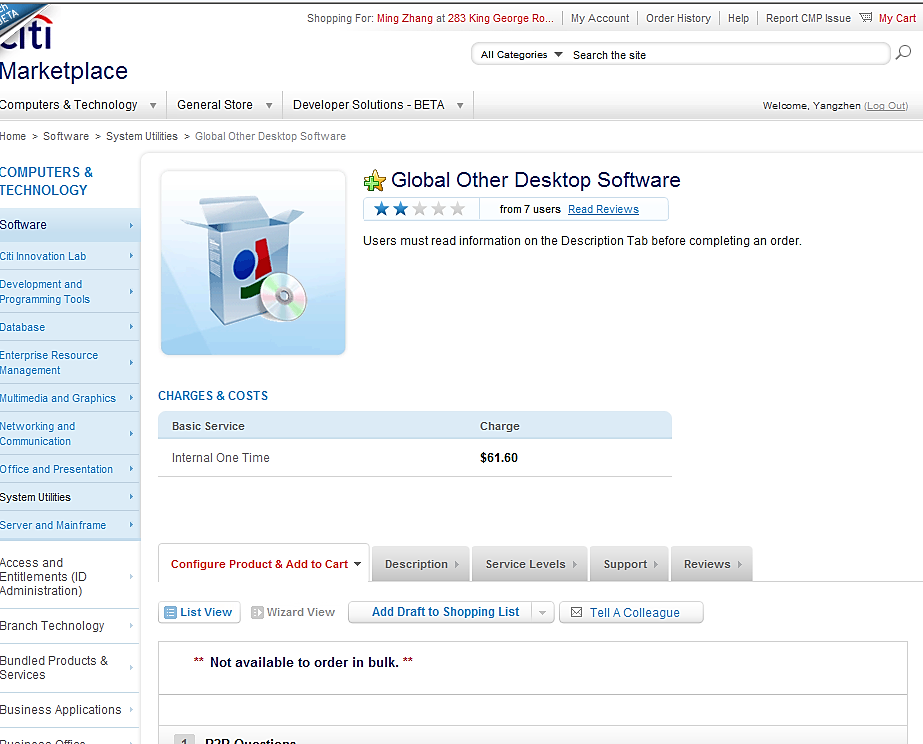 Shopping For: Ming Zhang at 283 King George Ro... My Account Order History Help Report CMP Issue My Cart
BETA
citi
Marketplace
All Categories Search the site
Computers & Technology General Store Developer Solutions - BETA Welcome, Yangzhen (Log Out)
Home > Software > System Utilities > Global Other Desktop Software
COMPUTERS &
TECHNOLOGY
Software
Citi Innovation Lab
Development and
Programming Tools
Database
Enterprise Resource
Management
Multimedia and Graphics
Networking and
Communication
Office and Presentation
System Utilities
Server and Mainframe
Access and
Entitlements (ID
Administration)
Branch Technology
Bundled Products &
Services
Business Applications
Business Office
Global Other Desktop Software
from 7 users Read Reviews
Users must read information on the Description Tab before completing an order.
CHARGES & COSTS
Basic Service Charge
Internal One Time $61.60
Configure Product & Add to Cart Description Service Levels Support Reviews
List View Wizard View Add Draft to Shopping List Tell A Colleague
** Not available to order in bulk. **
1 P2P Questions